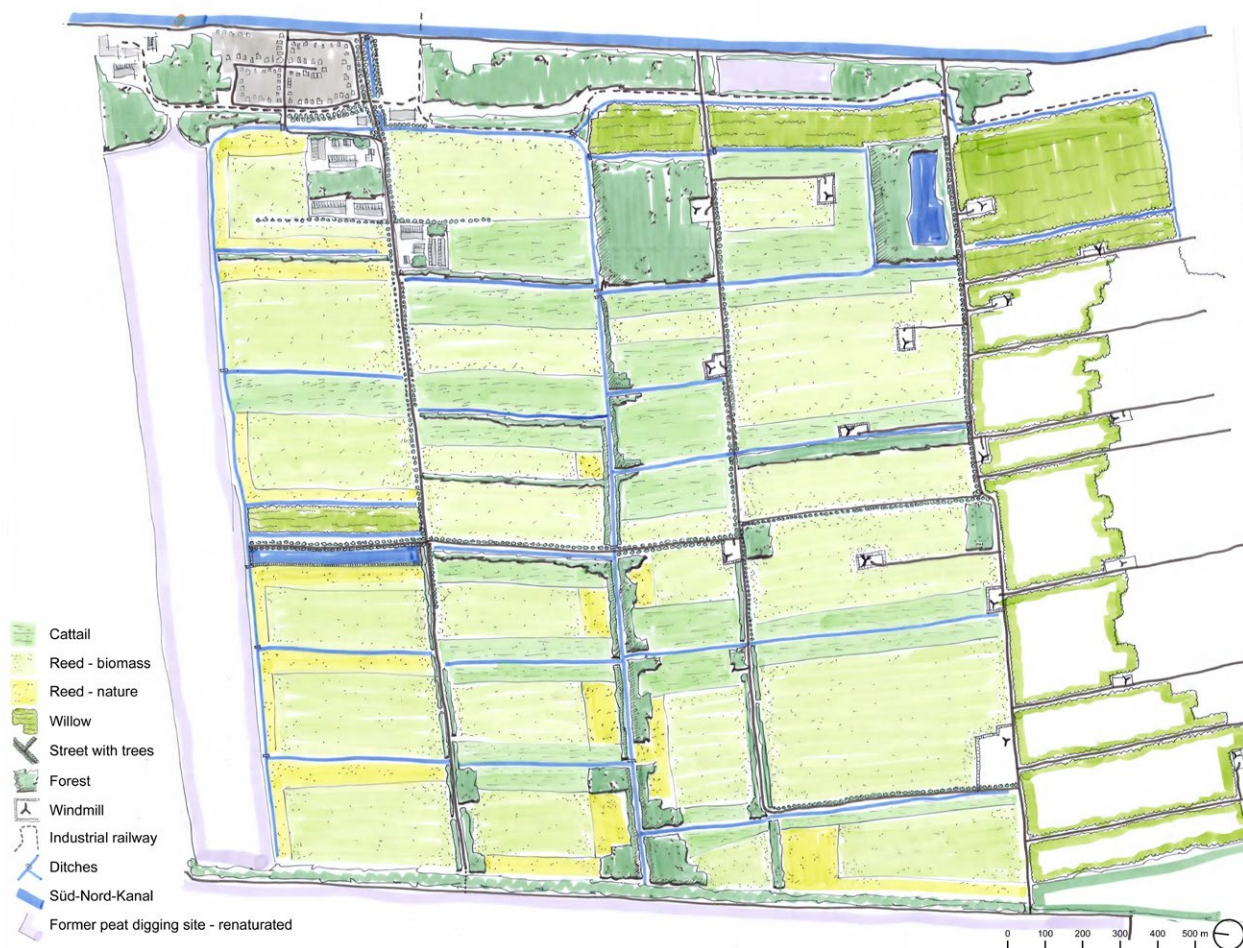 Cattail
Reed - biomass
Reed - nature
Willow
Street with trees
Forest
Windmill
Industrial railway
Ditches
Süd-Nord-Kanal
Former peat digging site - renaturated
0 100 200 300 400 500 m